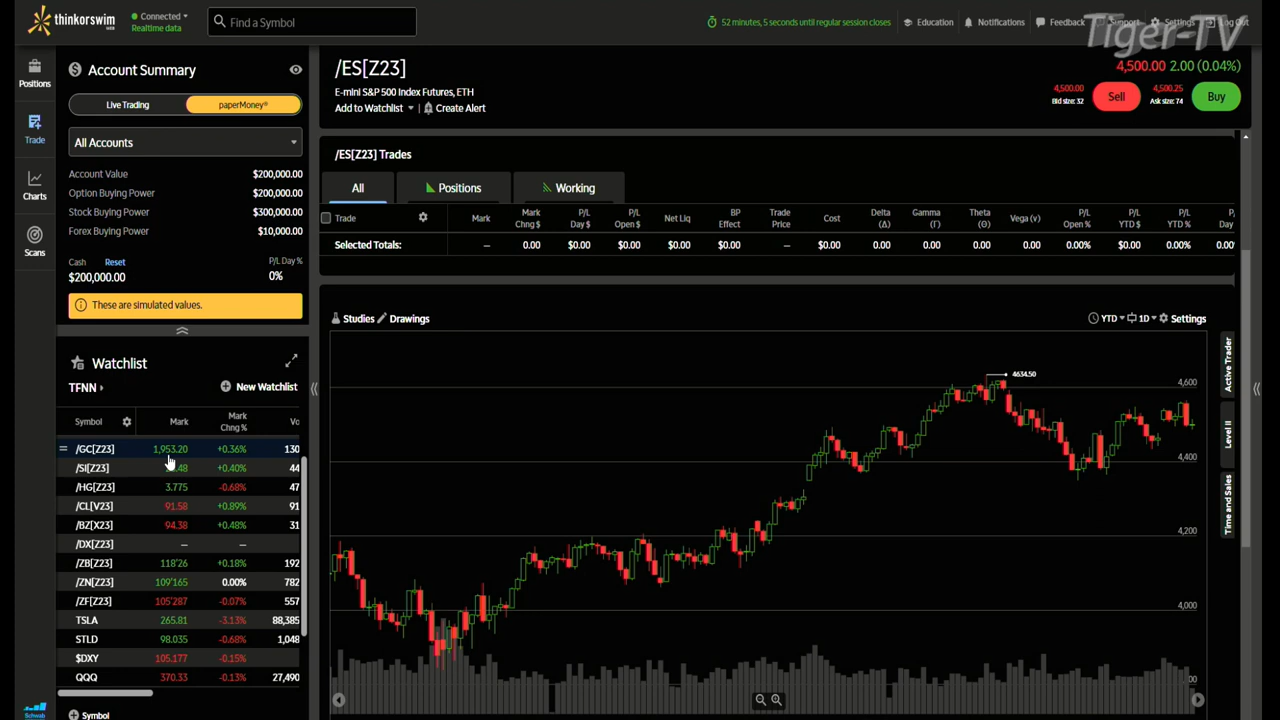 thinkorswim
WEB
Connected
Realtime data
Find a Symbol
52 minutes, 5 seconds until regular session closes
Education
Notifications
Feedback
Support
Settings
Log Out
Tiger-TV
Positions
Trade
Charts
Scans
Schwab
Account Summary
Live Trading
paperMoney®
All Accounts
Account Value $200,000.00
Option Buying Power $200,000.00
Stock Buying Power $300,000.00
Forex Buying Power $10,000.00
Cash Reset P/L Day %
$200,000.00 0%
These are simulated values.
Watchlist
TFNN New Watchlist
Symbol Mark Mark Chng % Vo
/GC[Z23] 1,953.20 +0.36% 130
/SI[Z23] .48 +0.40% 44
/HG[Z23] 3.775 -0.68% 47
/CL[V23] 91.58 +0.89% 91
/BZ[X23] 94.38 +0.48% 31
/DX[Z23] — —
/ZB[Z23] 118'26 +0.18% 192
/ZN[Z23] 109'165 0.00% 782
/ZF[Z23] 105'287 -0.07% 557
TSLA 265.81 -3.13% 88,385
STLD 98.035 -0.68% 1,048
$DXY 105.177 -0.15%
QQQ 370.33 -0.13% 27,490
Symbol
/ES[Z23]
E-mini S&P 500 Index Futures, ETH
Add to Watchlist Create Alert
4,500.00 2.00 (0.04%)
4,500.00
Bid size: 32
Sell
4,500.25
Ask size: 74
Buy
/ES[Z23] Trades
All Positions Working
Trade Mark Mark Chng $ P/L Day $ P/L Open $ Net Liq BP Effect Trade Price Cost Delta (Δ) Gamma (Γ) Theta (Θ) Vega (v) P/L Open % P/L YTD $ P/L YTD % P/ Day
Selected Totals: — 0.00 $0.00 $0.00 $0.00 $0.00 — $0.00 0.00 0.00 0.00 0.00 0.00% $0.00 0.00% 0.00
Studies Drawings
YTD 1D Settings
4634.50
4,600
4,400
4,200
4,000
Active Trader
Level II
Time and Sales